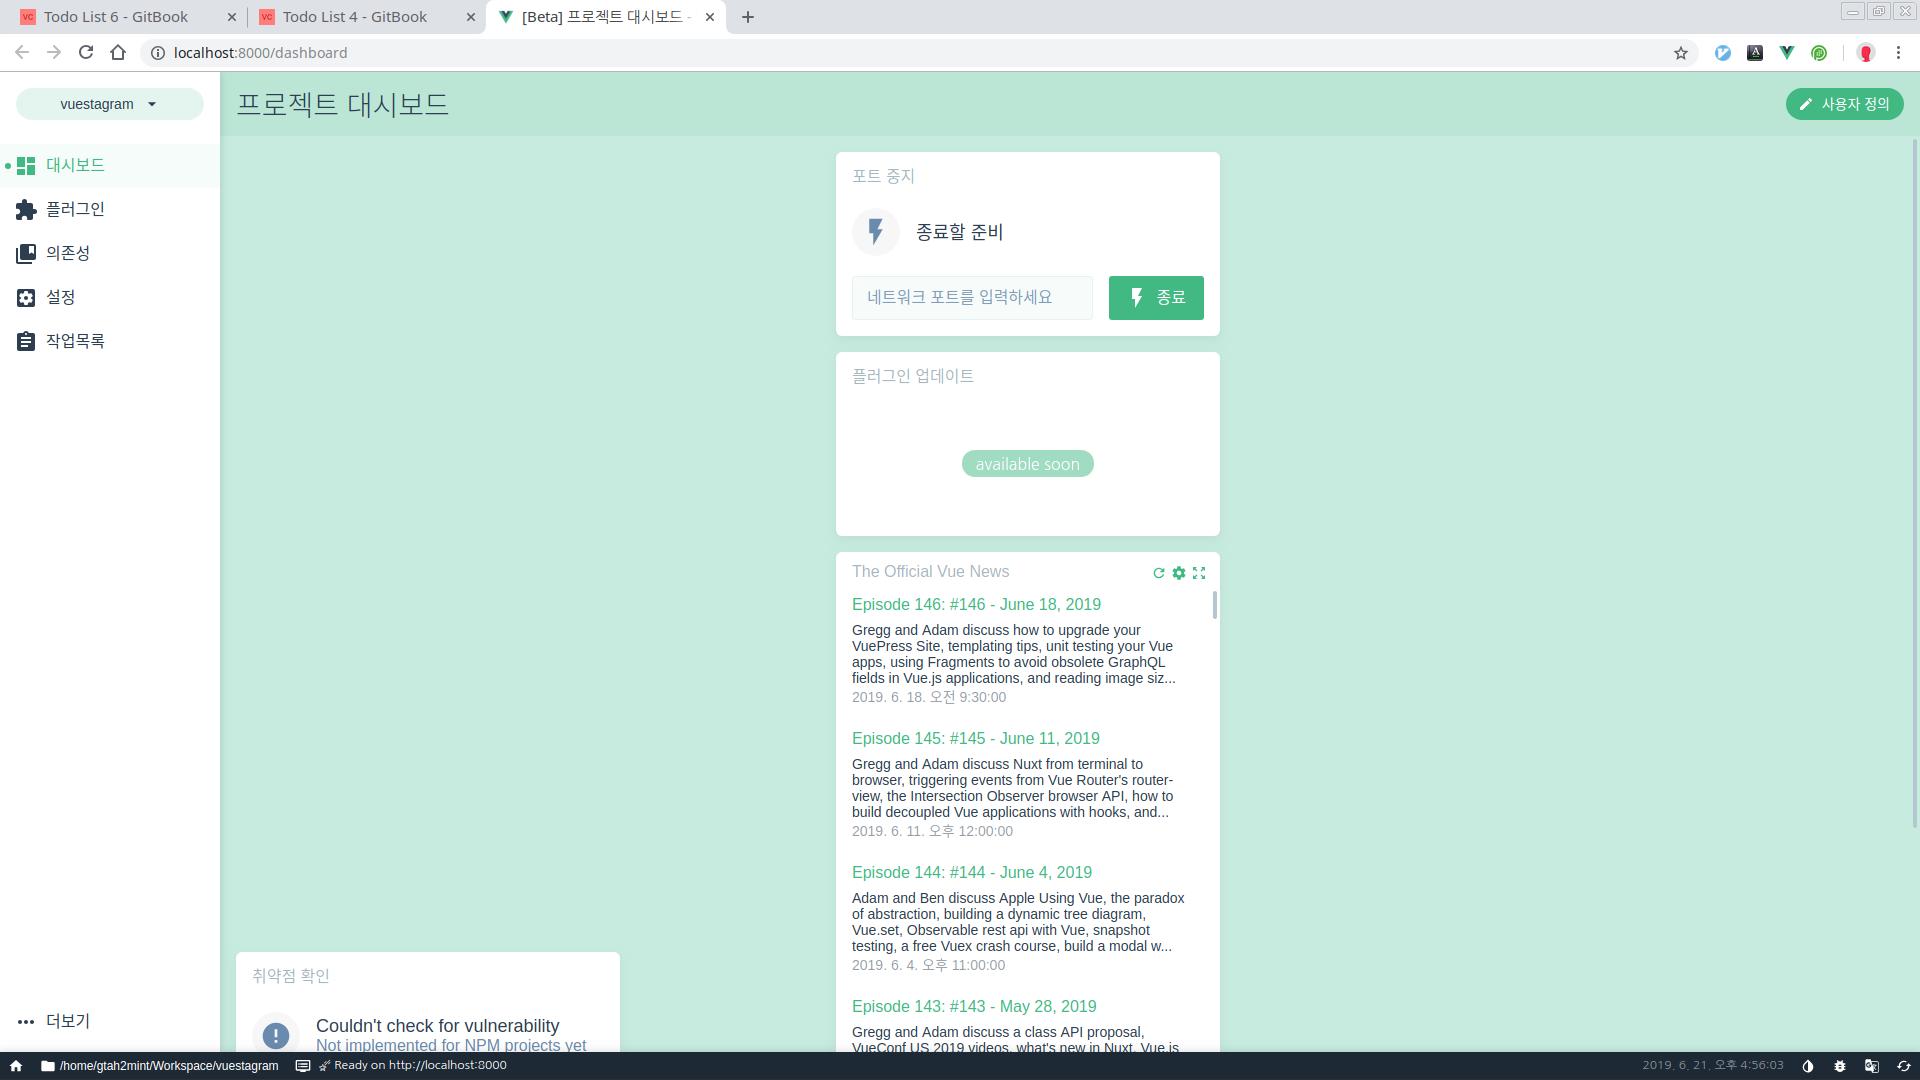 Todo List 6 - GitBook
Todo List 4 - GitBook
[Beta] 프로젝트 대시보드 -
localhost:8000/dashboard
vuestagram
프로젝트 대시보드
사용자 정의
대시보드
플러그인
의존성
설정
작업목록
더보기
포트 중지
종료할 준비
네트워크 포트를 입력하세요
종료
플러그인 업데이트
available soon
The Official Vue News
Episode 146: #146 - June 18, 2019
Gregg and Adam discuss how to upgrade your
VuePress Site, templating tips, unit testing your Vue
apps, using Fragments to avoid obsolete GraphQL
fields in Vue.js applications, and reading image siz...
2019. 6. 18. 오전 9:30:00
Episode 145: #145 - June 11, 2019
Gregg and Adam discuss Nuxt from terminal to
browser, triggering events from Vue Router's router-
view, the Intersection Observer browser API, how to
build decoupled Vue applications with hooks, and...
2019. 6. 11. 오후 12:00:00
Episode 144: #144 - June 4, 2019
Adam and Ben discuss Apple Using Vue, the paradox
of abstraction, building a dynamic tree diagram,
Vue.set, Observable rest api with Vue, snapshot
testing, a free Vuex crash course, build a modal w...
2019. 6. 4. 오후 11:00:00
Episode 143: #143 - May 28, 2019
Gregg and Adam discuss a class API proposal,
VueConf US 2019 videos, what's new in Nuxt, Vue.js
취약점 확인
Couldn't check for vulnerability
Not implemented for NPM projects yet
/home/gtah2mint/Workspace/vuestagram
Ready on http://localhost:8000
2019. 6. 21. 오후 4:56:03